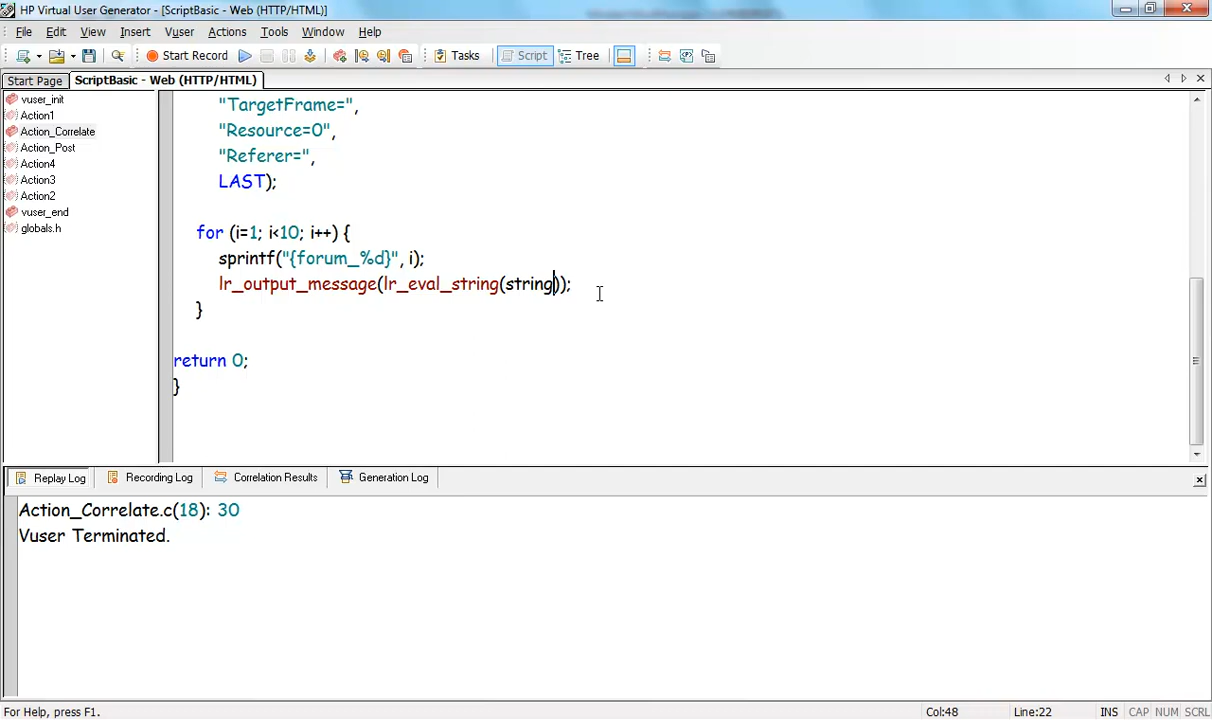 HP Virtual User Generator - [ScriptBasic - Web (HTTP/HTML)]
File Edit View Insert Vuser Actions Tools Window Help
Start Record Tasks Script Tree
Start Page ScriptBasic - Web (HTTP/HTML)
vuser_init
Action1
Action_Correlate
Action_Post
Action4
Action3
Action2
vuser_end
globals.h
"TargetFrame=",
"Resource=0",
"Referer=",
LAST);
for (i=1; i<10; i++) {
sprintf("{forum_%d}", i);
lr_output_message(lr_eval_string(string));
}
return 0;
}
Replay Log Recording Log Correlation Results Generation Log
Action_Correlate.c(18): 30
Vuser Terminated.
For Help, press F1. Col:48 Line:22 INS CAP NUM SCRL